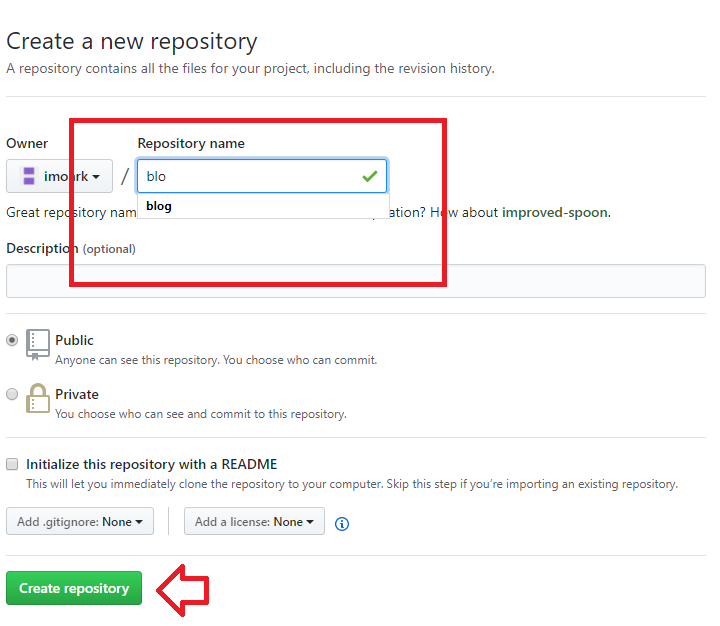 Create a new repository
A repository contains all the files for your project, including the revision history.
Owner
Repository name
/
blo
blog
Great repository ? How about improved-spoon.
Description (optional)
Public
Anyone can see this repository. You choose who can commit.
Private
You choose who can see and commit to this repository.
Initialize this repository with a README
This will let you immediately clone the repository to your computer. Skip this step if you’re importing an existing repository.
Add .gitignore: None
Add a license: None
Create repository